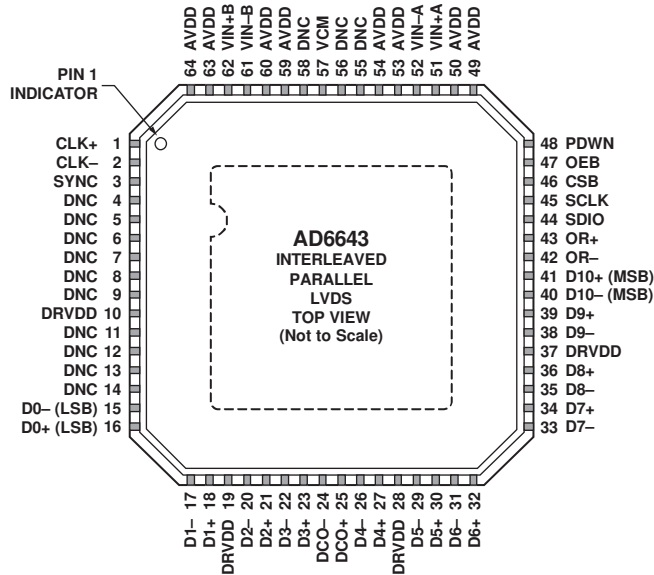 64 AVDD
63 AVDD
62 VIN+B
61 VIN–B
60 AVDD
59 AVDD
58 DNC
57 VCM
56 DNC
55 DNC
54 AVDD
53 AVDD
52 VIN–A
51 VIN+A
50 AVDD
49 AVDD
PIN 1
INDICATOR
CLK+ 1
CLK– 2
SYNC 3
DNC 4
DNC 5
DNC 6
DNC 7
DNC 8
DNC 9
DRVDD 10
DNC 11
DNC 12
DNC 13
DNC 14
D0– (LSB) 15
D0+ (LSB) 16
AD6643
INTERLEAVED
PARALLEL
LVDS
TOP VIEW
(Not to Scale)
48 PDWN
47 OEB
46 CSB
45 SCLK
44 SDIO
43 OR+
42 OR–
41 D10+ (MSB)
40 D10– (MSB)
39 D9+
38 D9–
37 DRVDD
36 D8+
35 D8–
34 D7+
33 D7–
D1– 17
D1+ 18
DRVDD 19
D2– 20
D2+ 21
D3– 22
D3+ 23
DCO– 24
DCO+ 25
D4– 26
D4+ 27
DRVDD 28
D5– 29
D5+ 30
D6– 31
D6+ 32